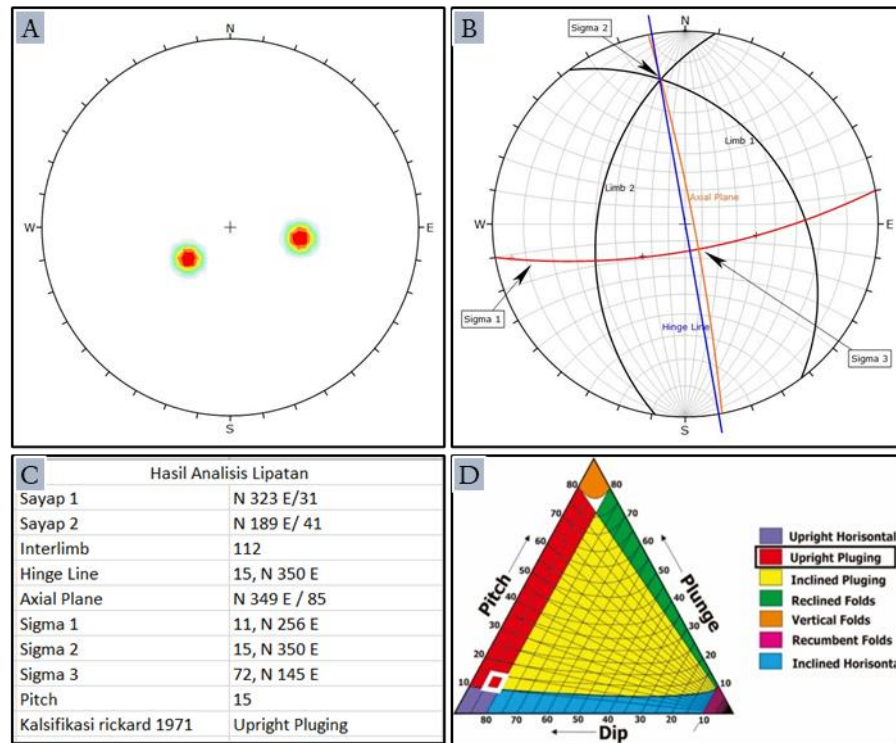 A
N
W
E
S
B
Sigma 2
N
Limb 1
Limb 2
Axial Plane
W
E
Sigma 1
Hinge Line
Sigma 3
S
C
Hasil Analisis Lipatan
Sayap 1 N 323 E/31
Sayap 2 N 189 E/ 41
Interlimb 112
Hinge Line 15, N 350 E
Axial Plane N 349 E / 85
Sigma 1 11, N 256 E
Sigma 2 15, N 350 E
Sigma 3 72, N 145 E
Pitch 15
Kalsifikasi rickard 1971 Upright Pluging
D
80 80
70 70
60 60
50 50
40 40
30 30
20 20
10 10
Pitch
Plunge
80 70 60 50 40 30 20 10
Dip
Upright Horisontal
Upright Pluging
Inclined Pluging
Reclined Folds
Vertical Folds
Recumbent Folds
Inclined Horisonta